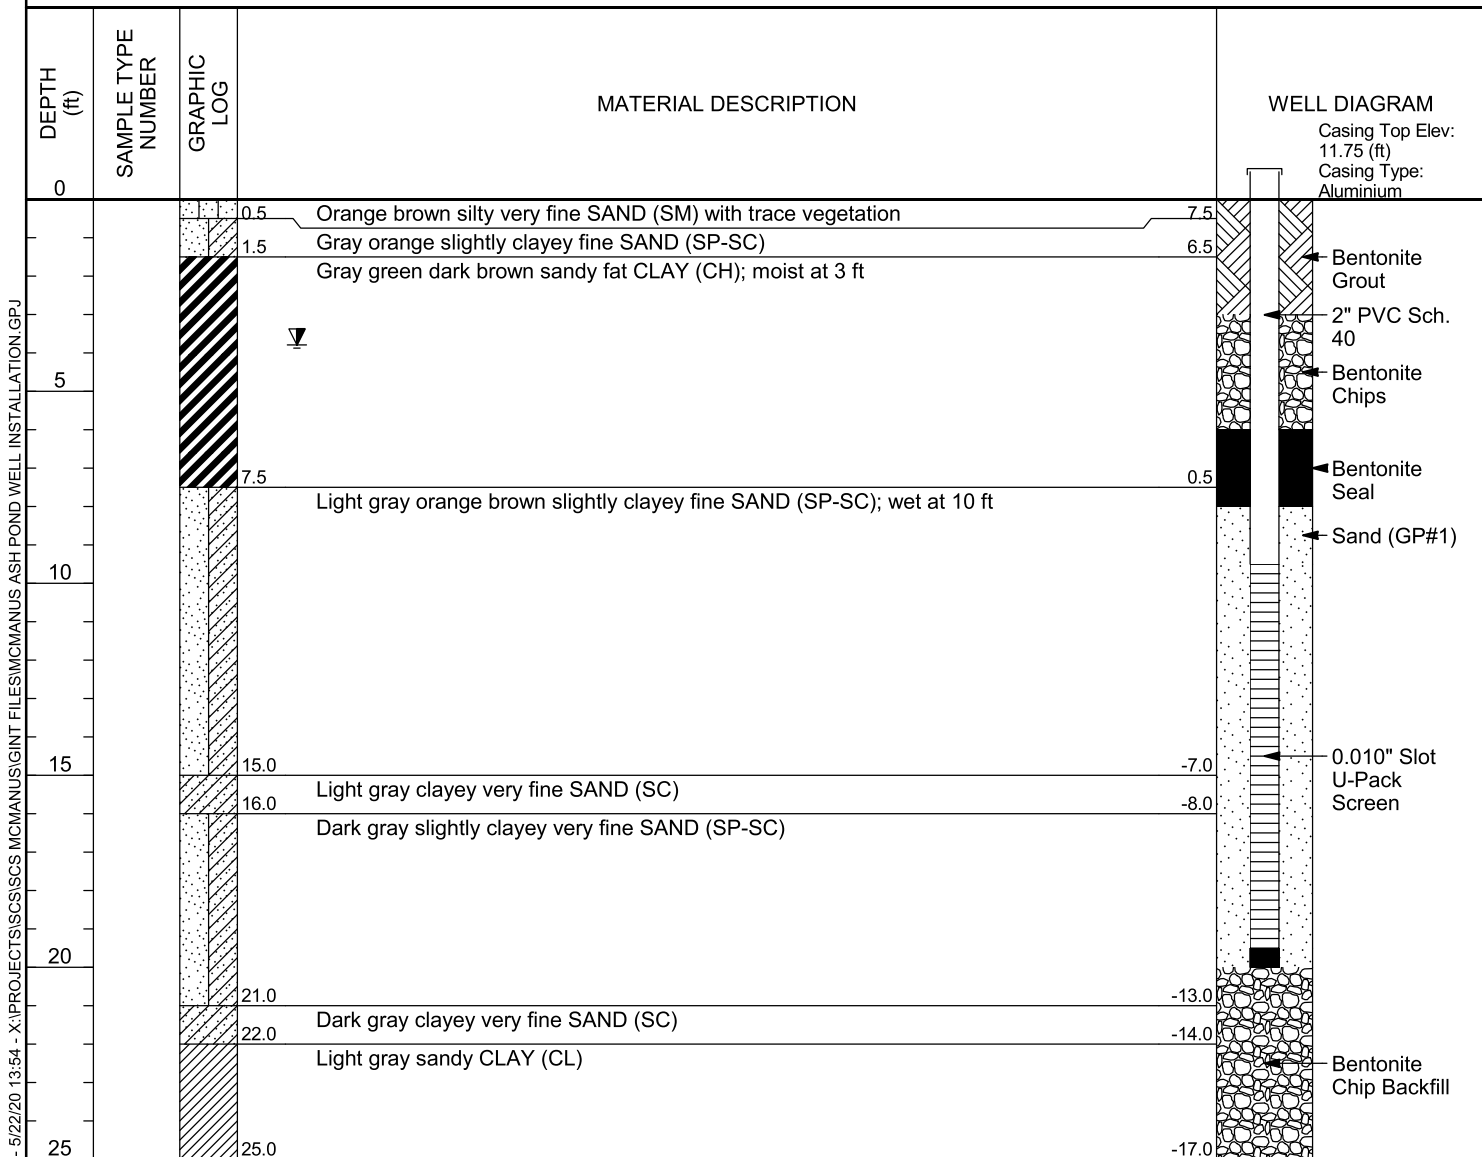 DEPTH
(ft)
SAMPLE TYPE
NUMBER
GRAPHIC
LOG
MATERIAL DESCRIPTION
WELL DIAGRAM
Casing Top Elev:
11.75 (ft)
Casing Type:
Aluminium
0
0.5 Orange brown silty very fine SAND (SM) with trace vegetation 7.5
1.5 Gray orange slightly clayey fine SAND (SP-SC) 6.5
Gray green dark brown sandy fat CLAY (CH); moist at 3 ft
Bentonite
Grout
2" PVC Sch.
40
5
Bentonite
Chips
7.5 0.5
Bentonite
Seal
Light gray orange brown slightly clayey fine SAND (SP-SC); wet at 10 ft
Sand (GP#1)
10
0.010" Slot
U-Pack
Screen
15
15.0 -7.0
Light gray clayey very fine SAND (SC)
16.0 -8.0
Dark gray slightly clayey very fine SAND (SP-SC)
20
21.0 -13.0
Dark gray clayey very fine SAND (SC)
22.0 -14.0
Light gray sandy CLAY (CL)
Bentonite
Chip Backfill
25
25.0 -17.0
- 5/22/20 13:54 - X:\PROJECTS\SCS\SCS MCMANUS\GINT FILES\MCMANUS ASH POND WELL INSTALLATION.GPJ